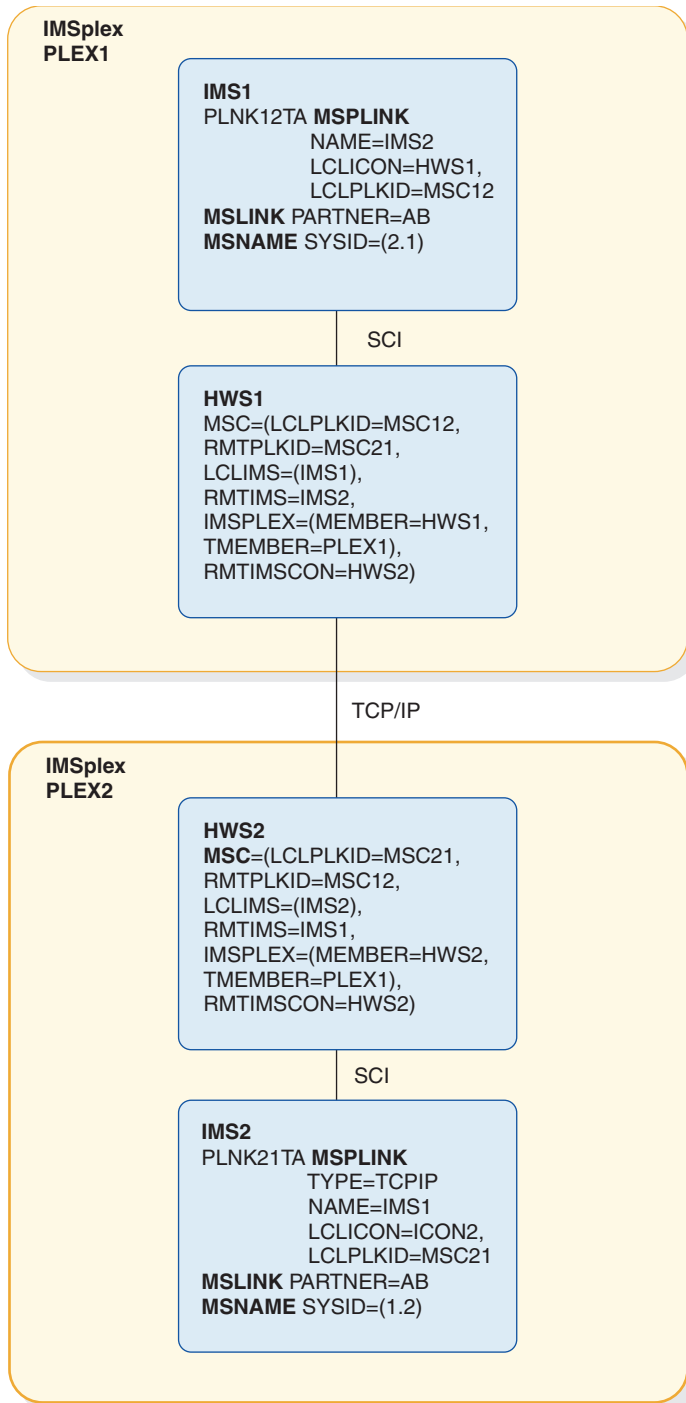 IMSplex
PLEX1
IMS1
PLNK12TA MSPLINK
NAME=IMS2
LCLICON=HWS1,
LCLPLKID=MSC12
MSLINK PARTNER=AB
MSNAME SYSID=(2.1)
SCI
HWS1
MSC=(LCLPLKID=MSC12,
RMTPLKID=MSC21,
LCLIMS=(IMS1),
RMTIMS=IMS2,
IMSPLEX=(MEMBER=HWS1,
TMEMBER=PLEX1),
RMTIMSCON=HWS2)
TCP/IP
IMSplex
PLEX2
HWS2
MSC=(LCLPLKID=MSC21,
RMTPLKID=MSC12,
LCLIMS=(IMS2),
RMTIMS=IMS1,
IMSPLEX=(MEMBER=HWS2,
TMEMBER=PLEX1),
RMTIMSCON=HWS2)
SCI
IMS2
PLNK21TA MSPLINK
TYPE=TCPIP
NAME=IMS1
LCLICON=ICON2,
LCLPLKID=MSC21
MSLINK PARTNER=AB
MSNAME SYSID=(1.2)